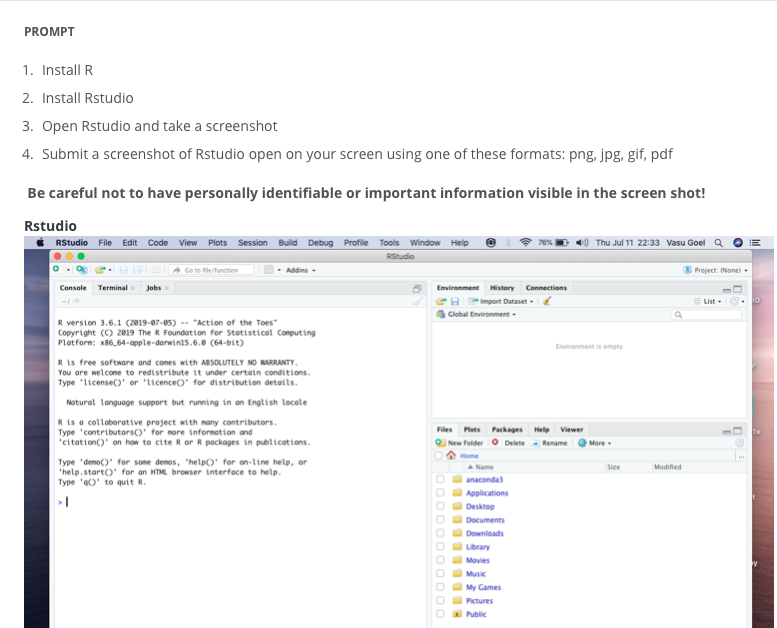 PROMPT
1. Install R
2. Install Rstudio
3. Open Rstudio and take a screenshot
4. Submit a screenshot of Rstudio open on your screen using one of these formats: png, jpg, gif, pdf
Be careful not to have personally identifiable or important information visible in the screen shot!
Rstudio
RStudio File Edit Code View Plots Session Build Debug Profile Tools Window Help 76% Thu Jul 11 22:33 Vasu Goel
RStudio
Go to file/function Addins Project: (None)
Console Terminal Jobs
~/
R version 3.6.1 (2019-07-05) -- "Action of the Toes"
Copyright (C) 2019 The R Foundation for Statistical Computing
Platform: x86_64-apple-darwin15.6.0 (64-bit)
R is free software and comes with ABSOLUTELY NO WARRANTY.
You are welcome to redistribute it under certain conditions.
Type 'license()' or 'licence()' for distribution details.
Natural language support but running in an English locale
R is a collaborative project with many contributors.
Type 'contributors()' for more information and
'citation()' on how to cite R or R packages in publications.
Type 'demo()' for some demos, 'help()' for on-line help, or
'help.start()' for an HTML browser interface to help.
Type 'q()' to quit R.
>
Environment History Connections
Import Dataset List
Global Environment
Environment is empty
Files Plots Packages Help Viewer
New Folder Delete Rename More
Home ...
Name Size Modified
anaconda3
Applications
Desktop
Documents
Downloads
Library
Movies
Music
My Games
Pictures
Public